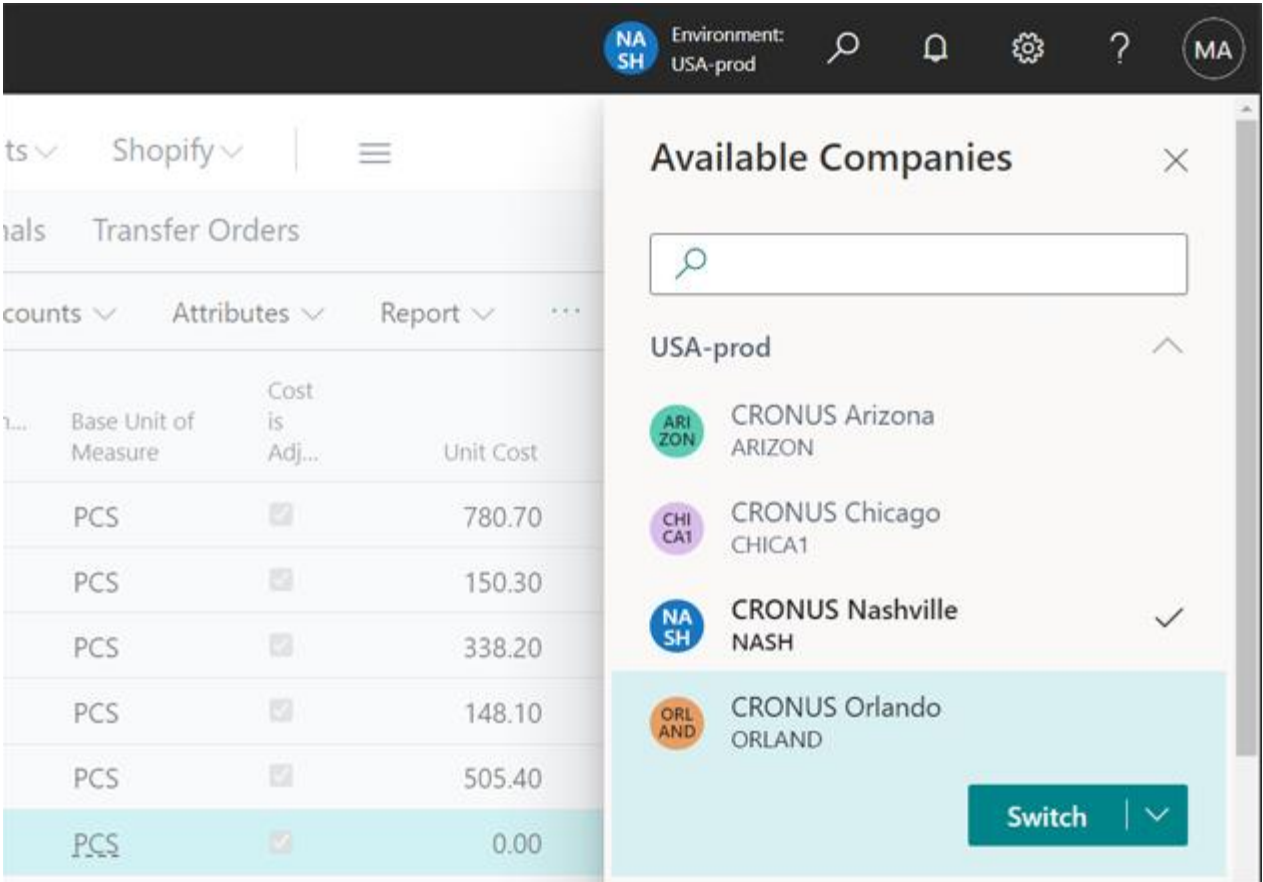 NA
SH
Environment:
USA-prod
?
MA
ts
Shopify
Available Companies
nals
Transfer Orders
counts
Attributes
Report
...
USA-prod
Base Unit of
Measure
Cost
is
Adj...
Unit Cost
ARI
ZON
CRONUS Arizona
ARIZON
PCS
780.70
CHI
CA1
CRONUS Chicago
CHICA1
PCS
150.30
NA
SH
CRONUS Nashville
NASH
PCS
338.20
ORL
AND
CRONUS Orlando
ORLAND
PCS
148.10
PCS
505.40
Switch
PCS
0.00